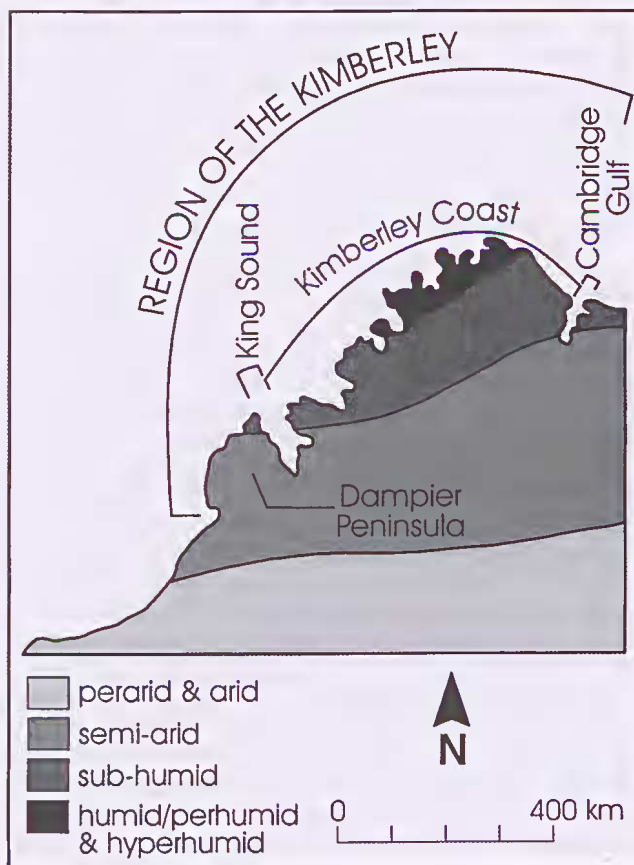 REGION OF THE KIMBERLEY
Kimberley Coast
King Sound
Cambridge
Gulf
Dampier
Peninsula
perarid & arid
semi-arid
sub-humid
humid/perhumid
& hyperhumid
N
0 400 km